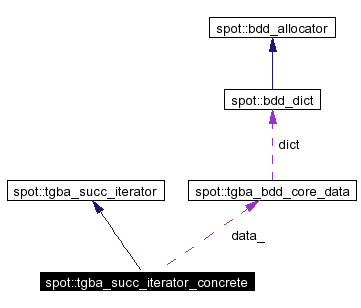 spot::bdd_allocator
spot::bdd_dict
dict
spot::tgba_succ_iterator
spot::tgba_bdd_core_data
data_
spot::tgba_succ_iterator_concrete